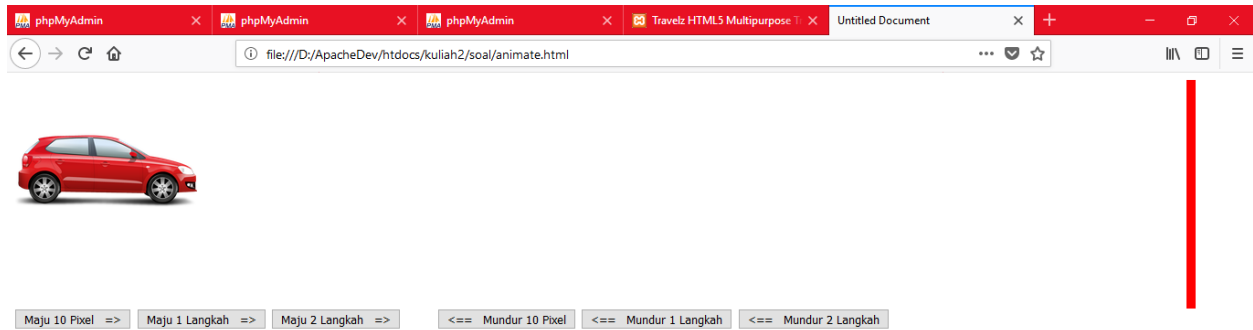 phpMyAdmin phpMyAdmin phpMyAdmin Travelz HTML5 Multipurpose T Untitled Document
file:///D:/ApacheDev/htdocs/kuliah2/soal/animate.html
Maju 10 Pixel => Maju 1 Langkah => Maju 2 Langkah => <== Mundur 10 Pixel <== Mundur 1 Langkah <== Mundur 2 Langkah